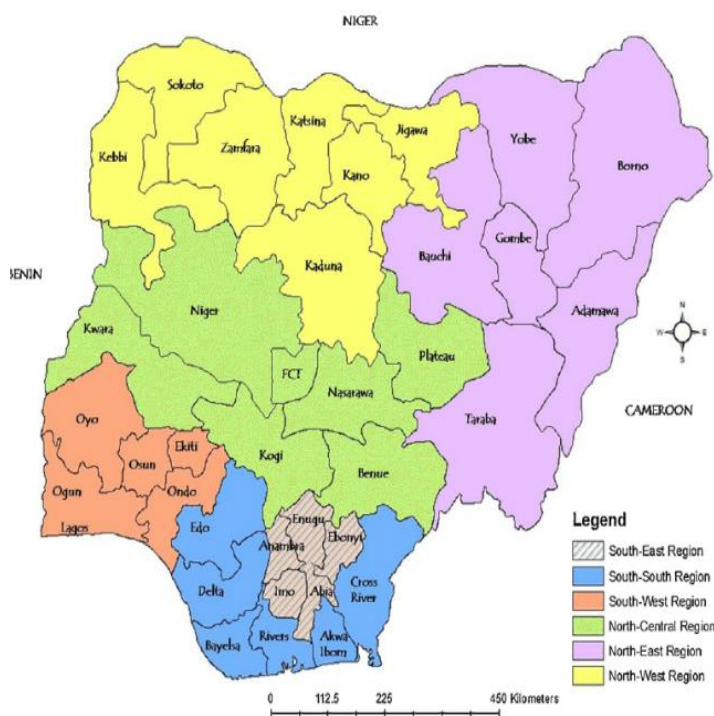 NIGER
Sokoto
Katsina
Jigawa
Yobe
Kebbi
Zamfara
Kano
Borno
Gombe
Bauchi
Kaduna
BENIN
Niger
Adamawa
N
W E
S
Kwara
Plateau
FCT
Nasarawa
Taraba
CAMEROON
Oyo
Ekiti
Osun
Kogi
Benue
Ogun
Ondo
Lagos
Edo
Enugu
Ebonyi
Anambra
Delta
Imo
Abia
Cross
River
Bayelsa
Rivers
Akwa
Ibom
Legend
South-East Region
South-South Region
South-West Region
North-Central Region
North-East Region
North-West Region
0 112.5 225 450 Kilometers